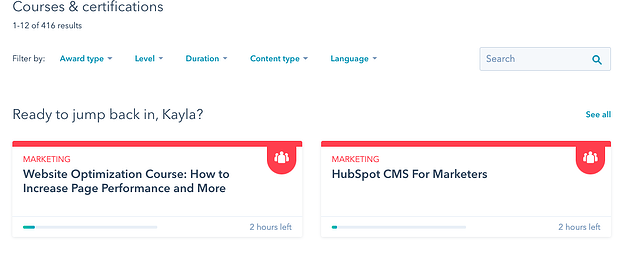 Courses & certifications
1-12 of 416 results
Filter by: Award type Level Duration Content type Language Search
Ready to jump back in, Kayla? See all
MARKETING
Website Optimization Course: How to
Increase Page Performance and More
2 hours left
MARKETING
HubSpot CMS For Marketers
2 hours left